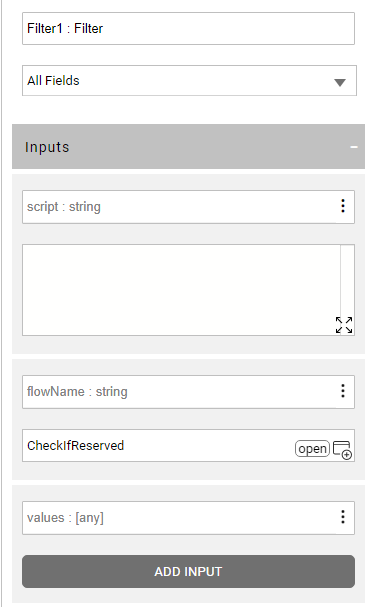 Filter1 : Filter
All Fields
Inputs
script : string
flowName : string
CheckIfReserved open
values : [any]
ADD INPUT